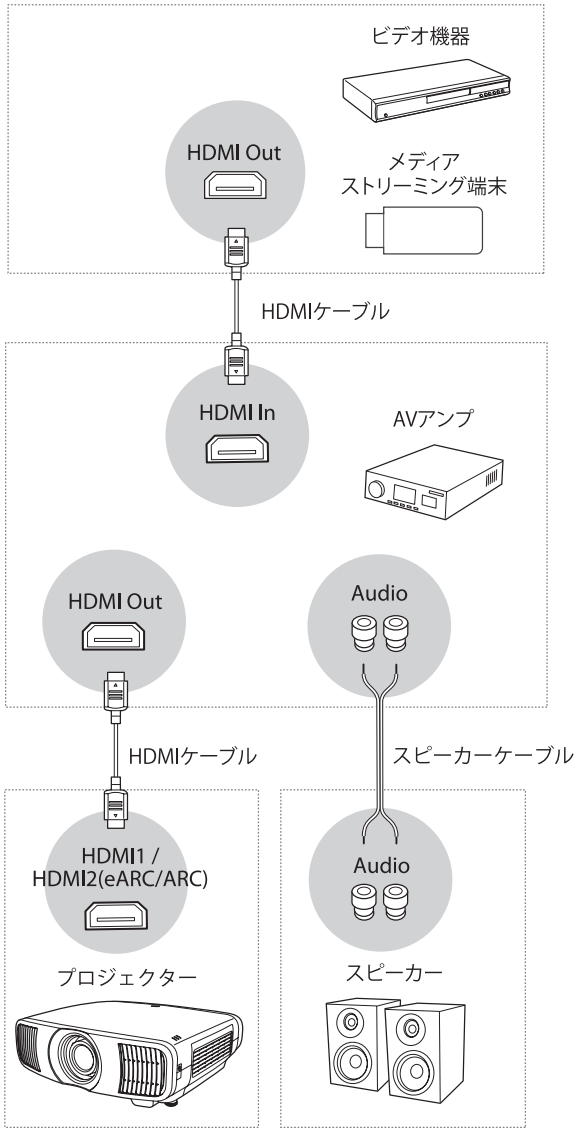 ビデオ機器
HDMI Out
メディア
ストリーミング端末
HDMIケーブル
HDMI In
AVアンプ
HDMI Out
Audio
HDMIケーブル
スピーカーケーブル
HDMI1 /
HDMI2(eARC/ARC)
Audio
プロジェクター
スピーカー